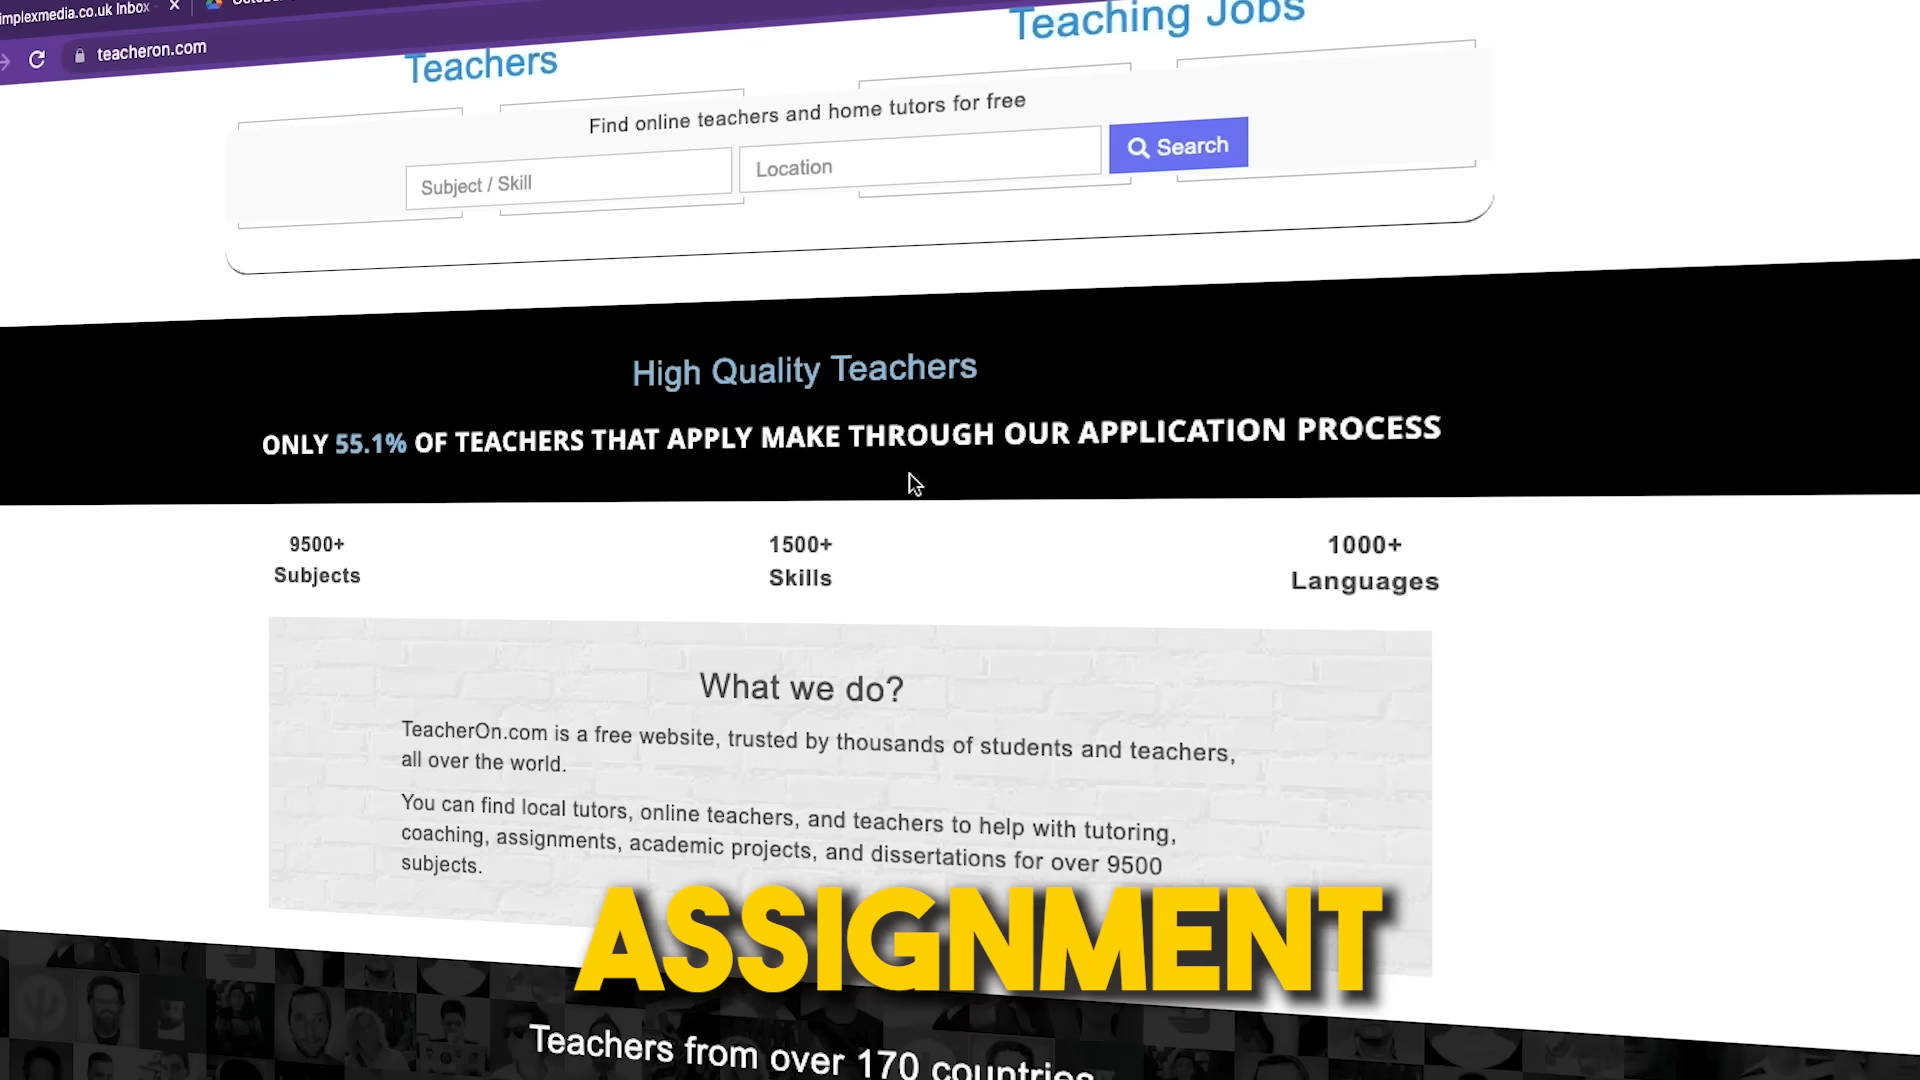 implexmedia.co.uk Inbox
teacheron.com
Teachers
Teaching Jobs
Find online teachers and home tutors for free
Subject / Skill
Location
Search
High Quality Teachers
ONLY 55.1% OF TEACHERS THAT APPLY MAKE THROUGH OUR APPLICATION PROCESS
9500+
Subjects
1500+
Skills
1000+
Languages
What we do?
TeacherOn.com is a free website, trusted by thousands of students and teachers,
all over the world.
You can find local tutors, online teachers, and teachers to help with tutoring,
coaching, assignments, academic projects, and dissertations for over 9500
subjects.
ASSIGNMENT
Teachers from over 170 countries